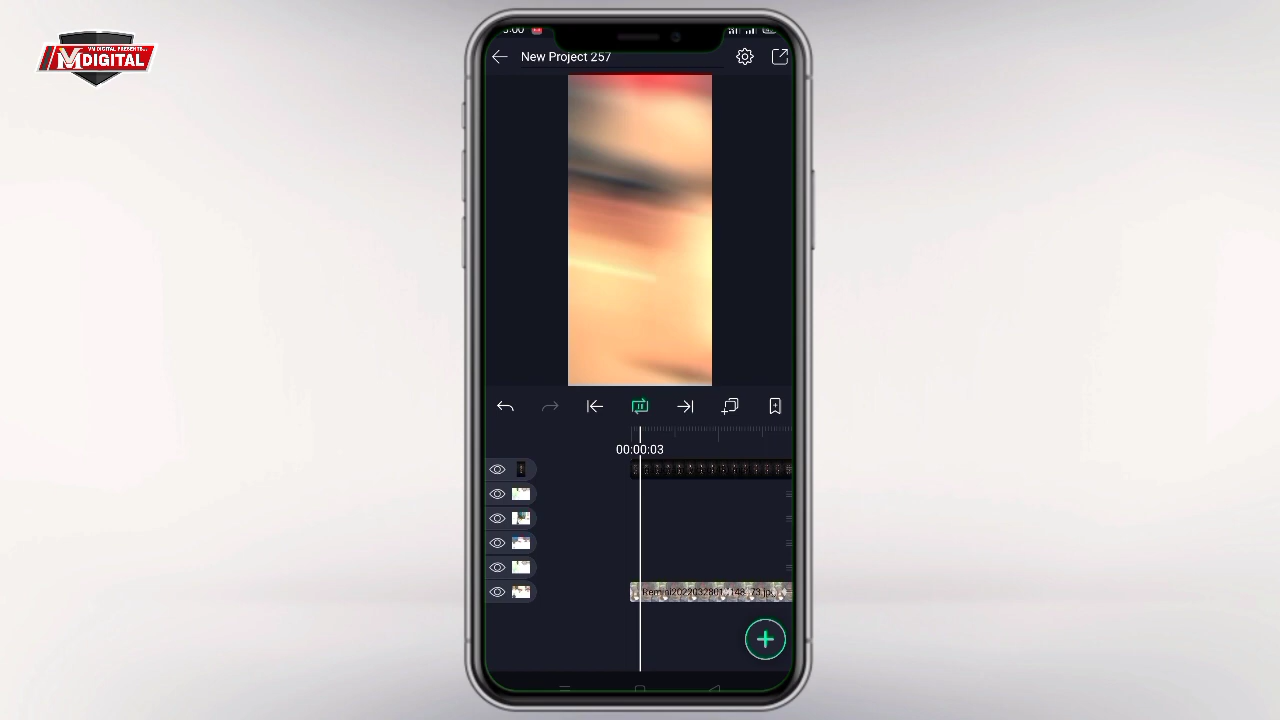 VM DIGITAL PRESENTS...
VM DIGITAL
New Project 257
00:00:03